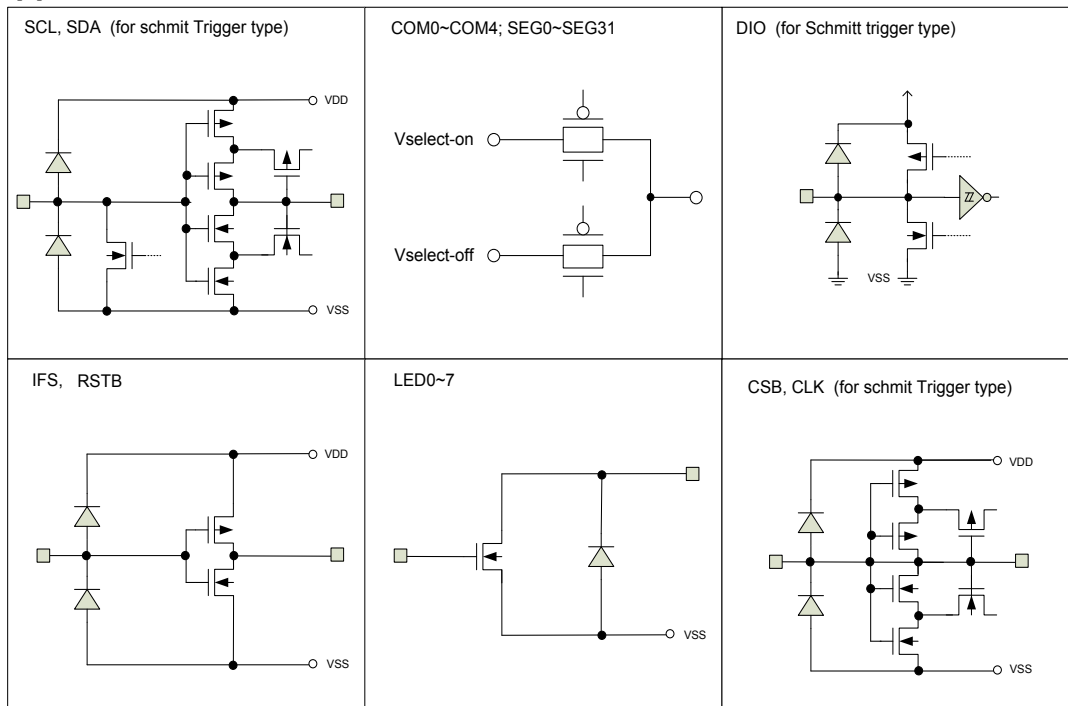 SCL, SDA (for schmit Trigger type)
VDD
VSS
COM0~COM4; SEG0~SEG31
Vselect-on
Vselect-off
DIO (for Schmitt trigger type)
VSS
IFS, RSTB
VDD
VSS
LED0~7
VSS
CSB, CLK (for schmit Trigger type)
VDD
VSS